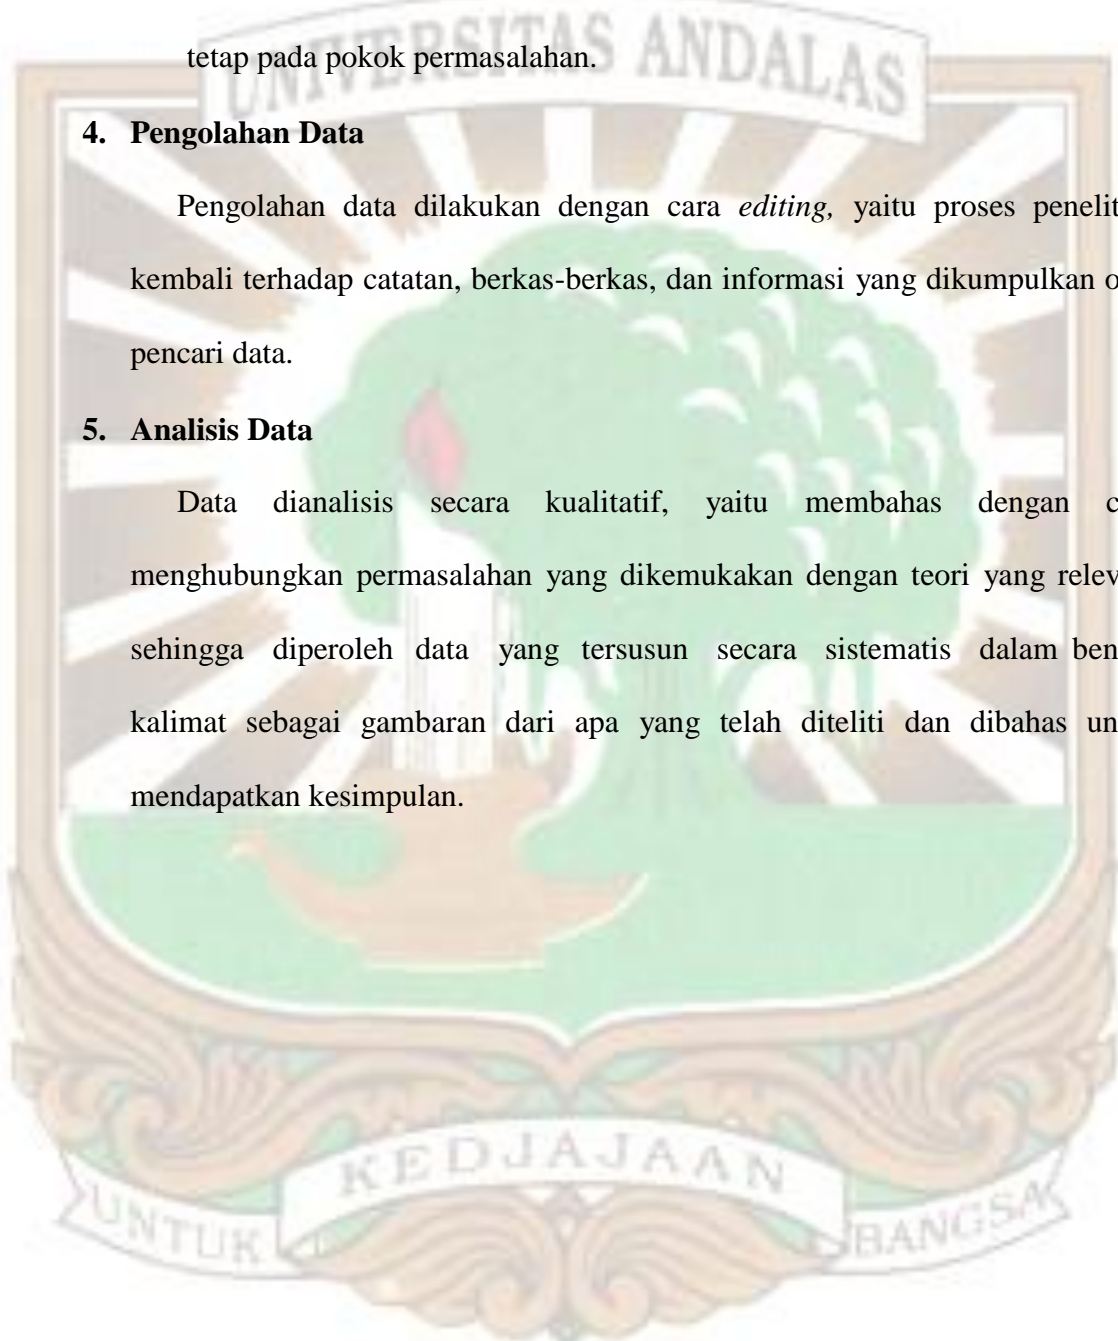 UNIVERSITAS ANDALAS
tetap pada pokok permasalahan.
4. Pengolahan Data
Pengolahan data dilakukan dengan cara editing, yaitu proses penelit
kembali terhadap catatan, berkas-berkas, dan informasi yang dikumpulkan o
pencari data.
5. Analisis Data
Data dianalisis secara kualitatif, yaitu membahas dengan c
menghubungkan permasalahan yang dikemukakan dengan teori yang relev
sehingga diperoleh data yang tersusun secara sistematis dalam ben
kalimat sebagai gambaran dari apa yang telah diteliti dan dibahas un
mendapatkan kesimpulan.
UNTUK KEDJAJAAN BANGSA